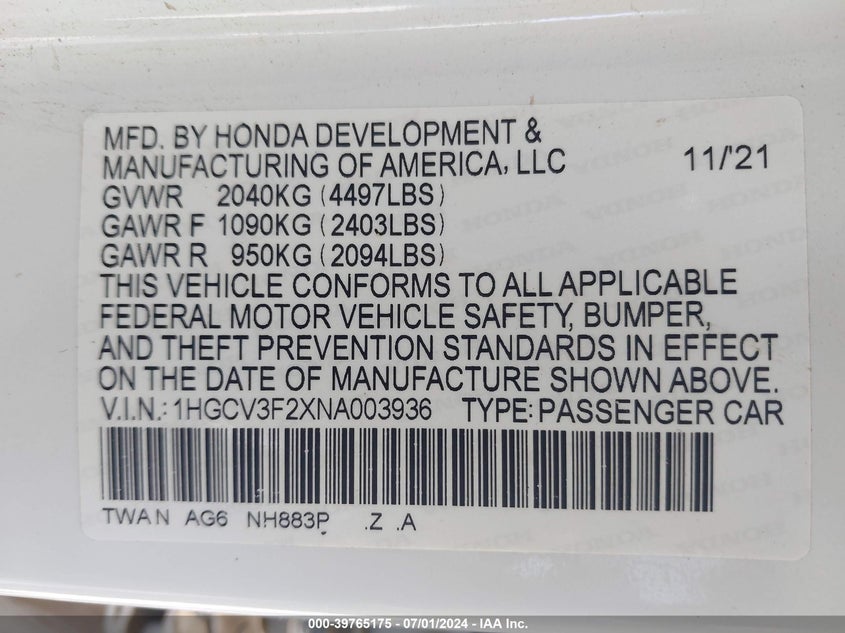 MFD. BY HONDA DEVELOPMENT &
MANUFACTURING OF AMERICA, LLC 11/'21
GVWR 2040KG (4497LBS)
GAWR F 1090KG (2403LBS)
GAWR R 950KG (2094LBS)
THIS VEHICLE CONFORMS TO ALL APPLICABLE
FEDERAL MOTOR VEHICLE SAFETY, BUMPER,
AND THEFT PREVENTION STANDARDS IN EFFECT
ON THE DATE OF MANUFACTURE SHOWN ABOVE.
V.I.N.: 1HGCV3F2XNA003936 TYPE: PASSENGER CAR
TWAN AG6 NH883P .Z .A
© COPYRIGHT - 39765175 - 07/01/2024 - IAA Inc.